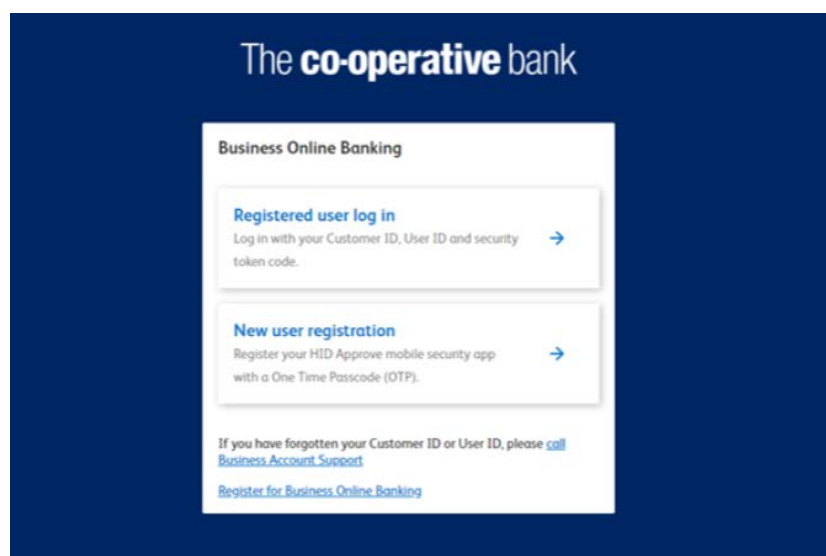 The co-operative bank
Business Online Banking
Registered user log in
Log in with your Customer ID, User ID and security
token code.
New user registration
Register your HID Approve mobile security app
with a One Time Passcode (OTP).
If you have forgotten your Customer ID or User ID, please call
Business Account Support
Register for Business Online Banking